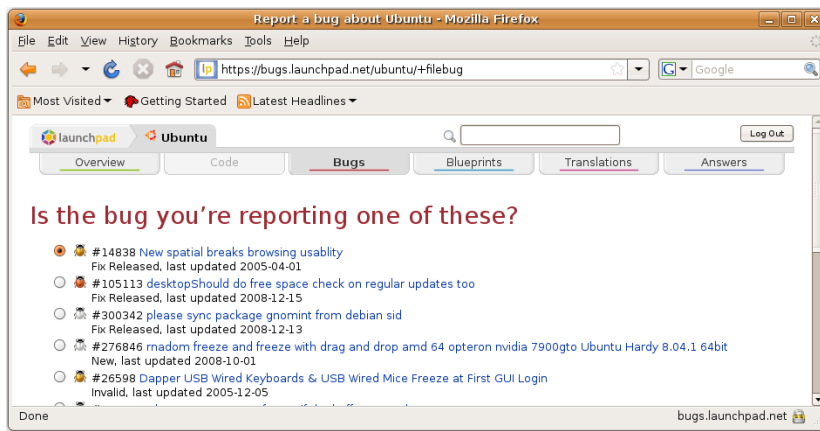 Report a bug about Ubuntu - Mozilla Firefox
File Edit View History Bookmarks Tools Help
lp https://bugs.launchpad.net/ubuntu/+filebug G Google
Most Visited Getting Started Latest Headlines
launchpad Ubuntu Log Out
Overview Code Bugs Blueprints Translations Answers
Is the bug you're reporting one of these?
#14838 New spatial breaks browsing usablity
Fix Released, last updated 2005-04-01
#105113 desktopShould do free space check on regular updates too
Fix Released, last updated 2008-12-15
#300342 please sync package gnomint from debian sid
Fix Released, last updated 2008-12-13
#276846 rnadom freeze and freeze with drag and drop amd 64 opteron nvidia 7900gto Ubuntu Hardy 8.04.1 64bit
New, last updated 2008-10-01
#26598 Dapper USB Wired Keyboards & USB Wired Mice Freeze at First GUI Login
Invalid, last updated 2005-12-05
Done bugs.launchpad.net